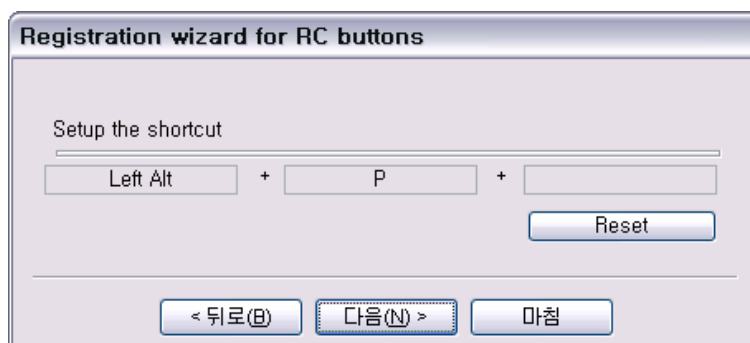 Registration wizard for RC buttons
Setup the shortcut
Left Alt + P +
Reset
< 뒤로(B) 다음(N) > 마침